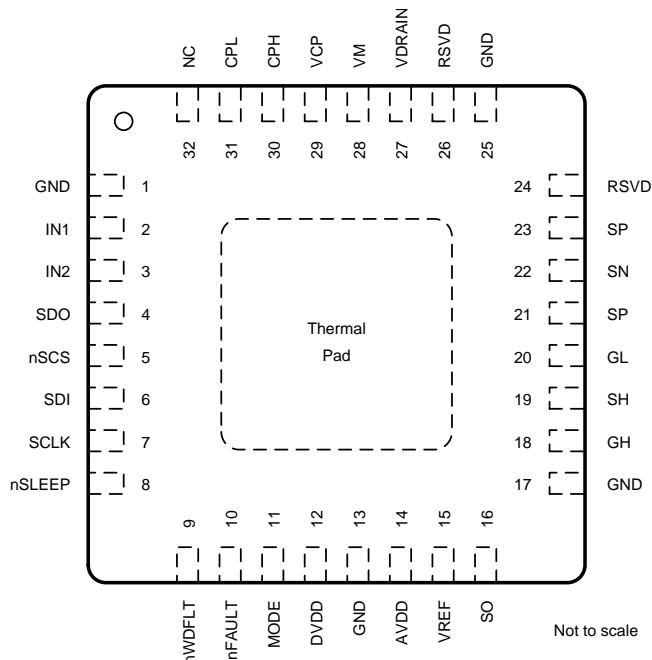 NC CPL CPH VCP VM VDRAIN RSVD GND
32 31 30 29 28 27 26 25
GND 1
IN1 2
IN2 3
SDO 4
nSCS 5
SDI 6
SCLK 7
nSLEEP 8
Thermal
Pad
24 RSVD
23 SP
22 SN
21 SP
20 GL
19 SH
18 GH
17 GND
9 10 11 12 13 14 15 16
nWDFLT nFAULT MODE DVDD GND AVDD VREF SO
Not to scale